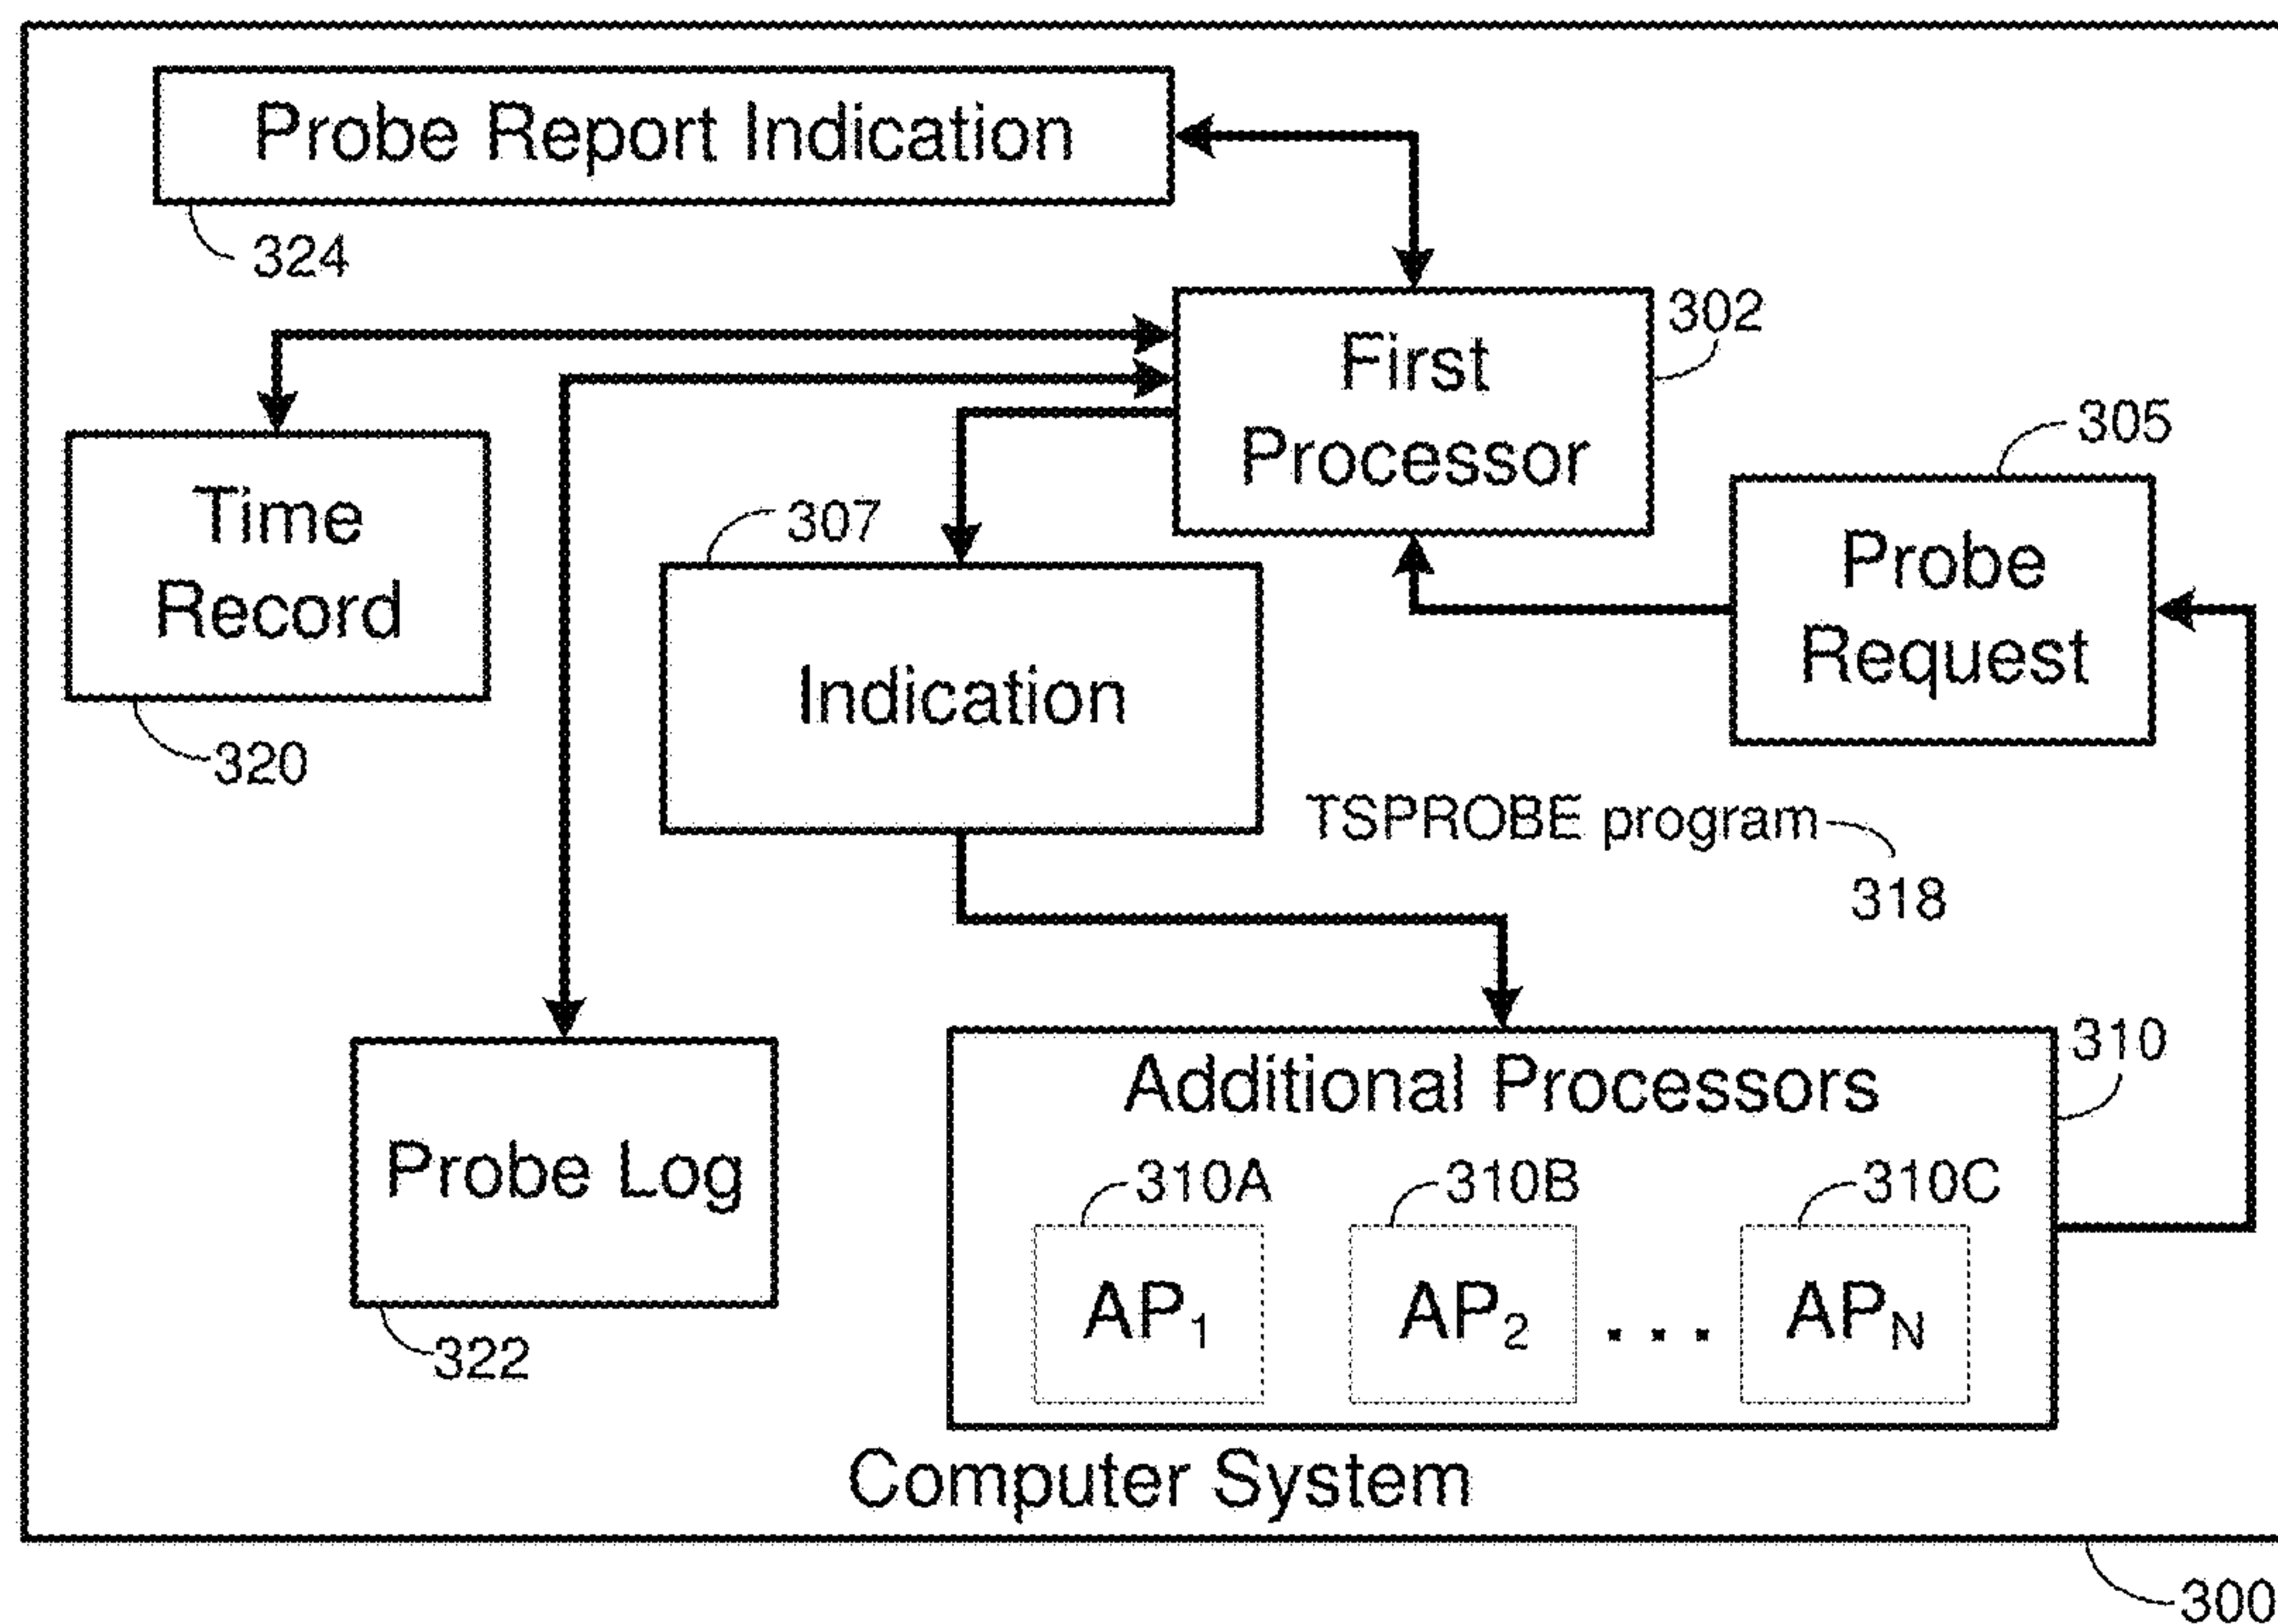 Probe Report Indication
324
302
First
Processor
305
Time
Record
320
307
Indication
Probe
Request
TSPROBE program
318
310
Additional Processors
310A
310B
310C
AP₁
AP₂
. . .
APN
Probe Log
322
Computer System
300